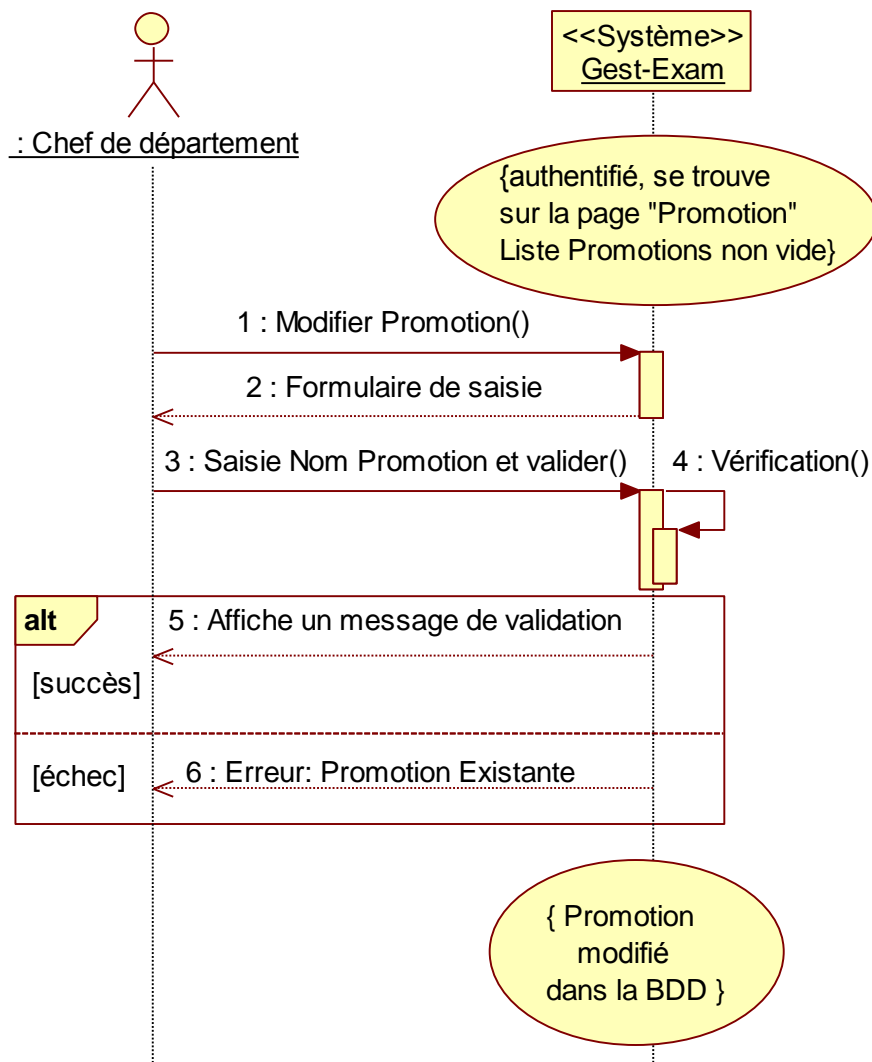 <<Système>>
Gest-Exam
: Chef de département
{authentifié, se trouve
sur la page "Promotion"
Liste Promotions non vide}
1 : Modifier Promotion()
2 : Formulaire de saisie
3 : Saisie Nom Promotion et valider()
4 : Vérification()
alt
5 : Affiche un message de validation
[succès]
[échec]
6 : Erreur: Promotion Existante
{ Promotion
modifié
dans la BDD }